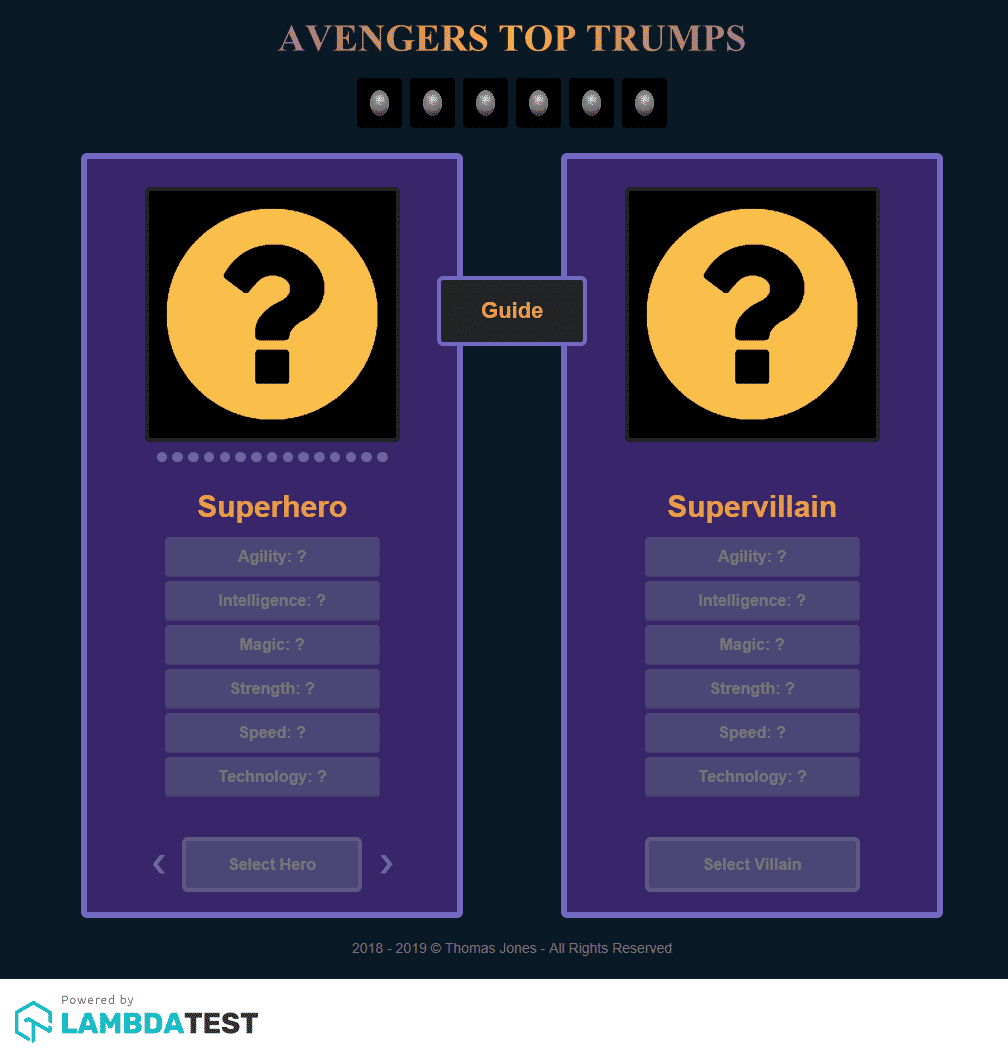 AVENGERS TOP TRUMPS
Guide
Superhero
Agility: ?
Intelligence: ?
Magic: ?
Strength: ?
Speed: ?
Technology: ?
❮ Select Hero ❯
Supervillain
Agility: ?
Intelligence: ?
Magic: ?
Strength: ?
Speed: ?
Technology: ?
Select Villain
2018 - 2019 © Thomas Jones - All Rights Reserved
Powered by
LAMBDATEST